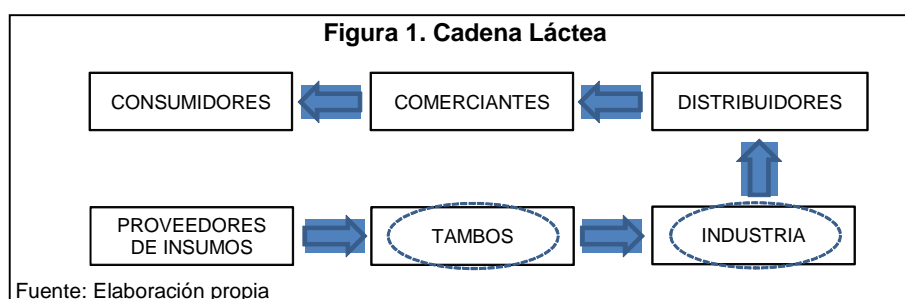 Figura 1. Cadena Láctea
CONSUMIDORES
COMERCIANTES
DISTRIBUIDORES
PROVEEDORES
DE INSUMOS
TAMBOS
INDUSTRIA
Fuente: Elaboración propia